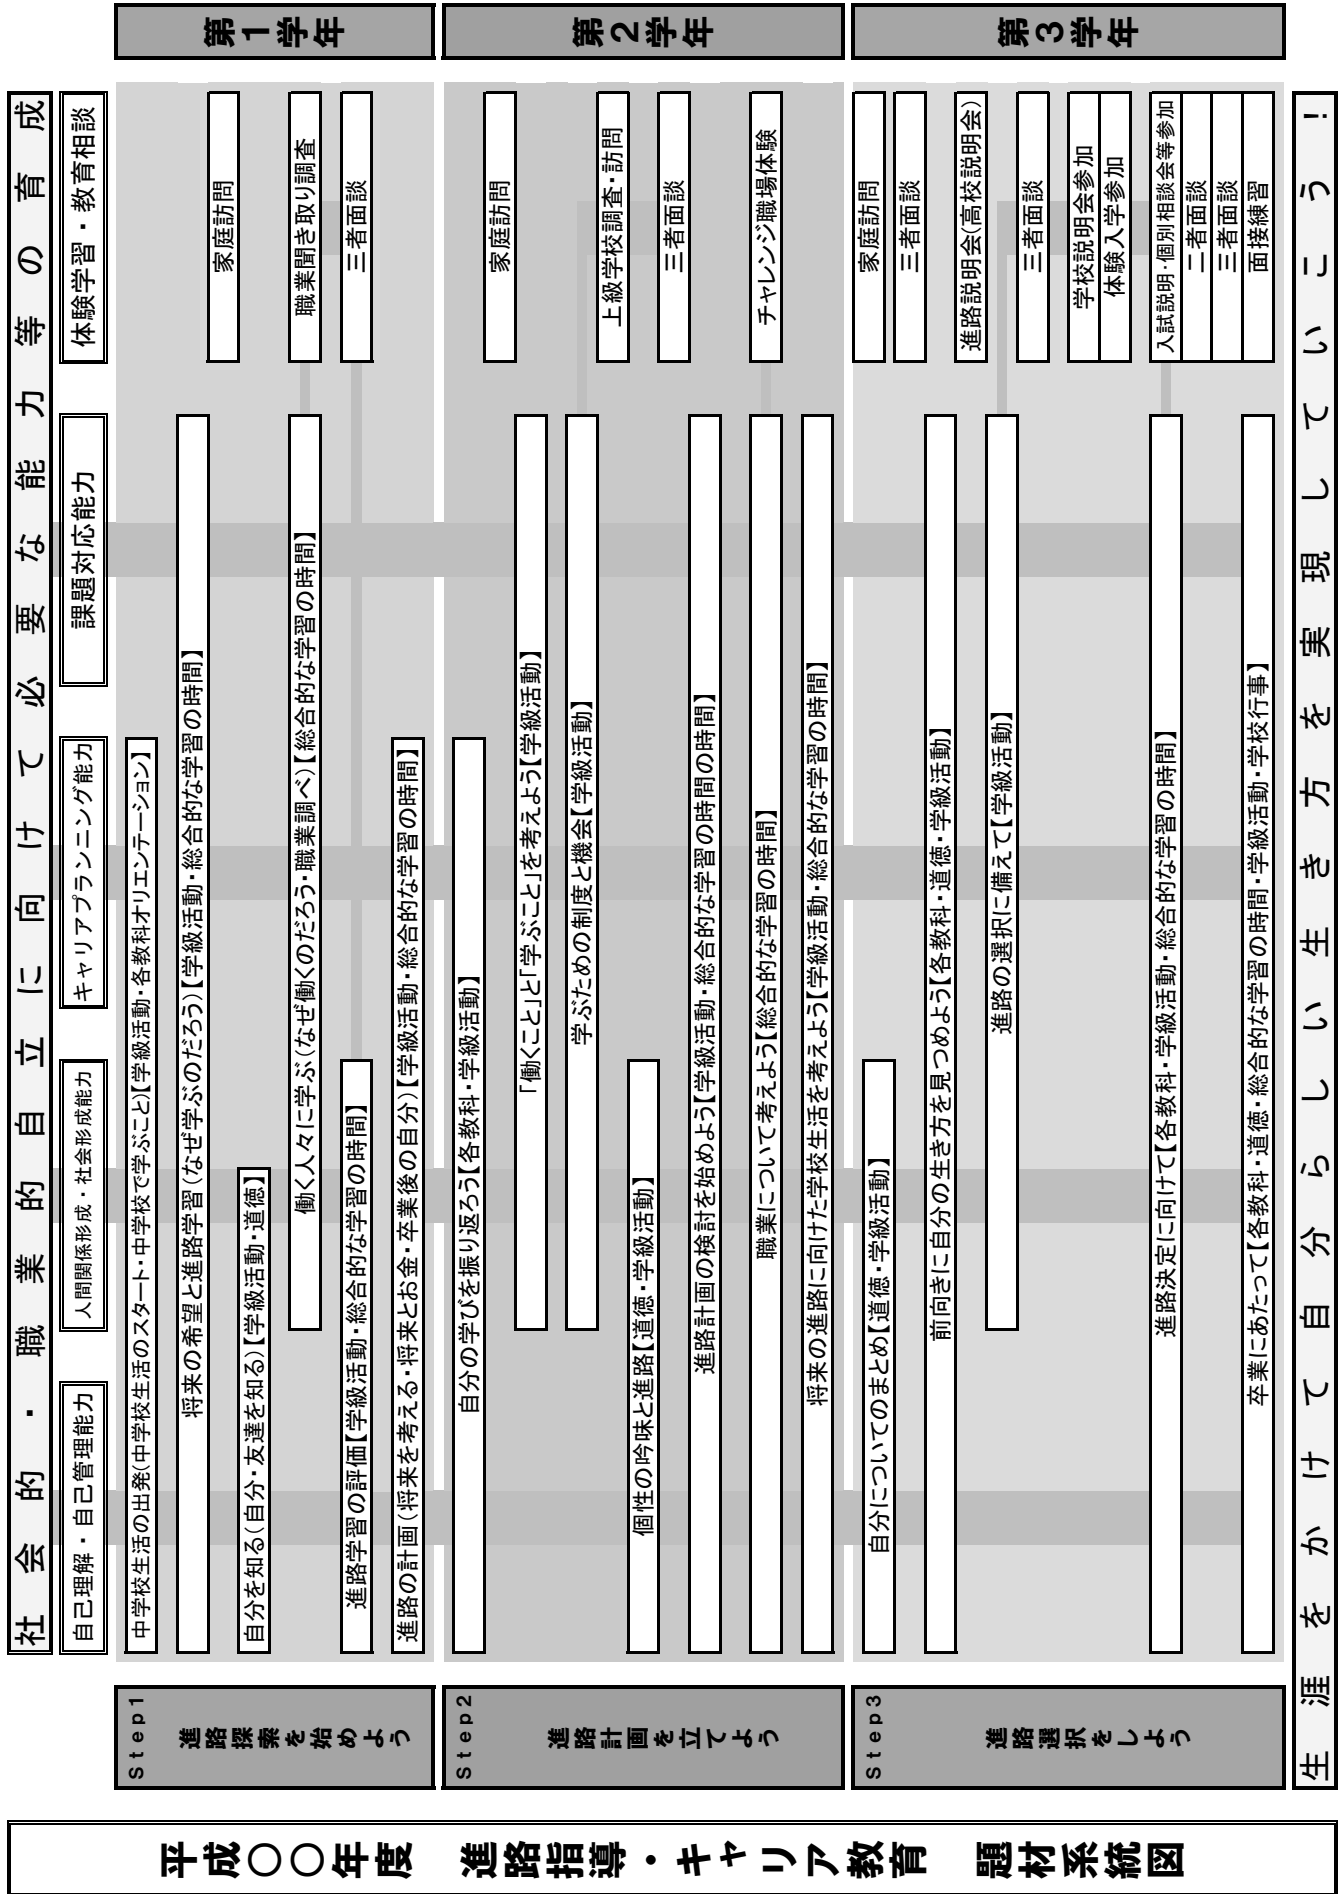 平成〇〇年度　進路指導・キャリア教育　題材系統図
社会的・職業的自立に向けて必要な能力等の育成
自己理解・自己管理能力
人間関係形成・社会形成能力
キャリアプランニング能力
課題対応能力
体験学習・教育相談
Step1
進路探索を始めよう
第1学年
中学校生活の出発(中学校生活のスタート・中学校で学ぶこと)【学級活動・各教科オリエンテーション】
将来の希望と進路学習(なぜ学ぶのだろう)【学級活動・総合的な学習の時間】
家庭訪問
自分を知る(自分・友達を知る)【学級活動・道徳】
働く人々に学ぶ(なぜ働くのだろう・職業調べ)【総合的な学習の時間】
職業聞き取り調査
進路学習の評価【学級活動・総合的な学習の時間】
三者面談
進路の計画(将来を考える・将来とお金・卒業後の自分)【学級活動・総合的な学習の時間】
Step2
進路計画を立てよう
第2学年
自分の学びを振り返ろう【各教科・学級活動】
家庭訪問
「働くこと」と「学ぶこと」を考えよう【学級活動】
学ぶための制度と機会【学級活動】
上級学校調査・訪問
個性の吟味と進路【道徳・学級活動】
三者面談
進路計画の検討を始めよう【学級活動・総合的な学習の時間の時間】
職業について考えよう【総合的な学習の時間】
チャレンジ職場体験
将来の進路に向けた学校生活を考えよう【学級活動・総合的な学習の時間】
Step3
進路選択をしよう
第3学年
自分についてのまとめ【道徳・学級活動】
家庭訪問
三者面談
前向きに自分の生き方を見つめよう【各教科・道徳・学級活動】
進路説明会(高校説明会)
進路の選択に備えて【学級活動】
三者面談
学校説明会参加
体験入学参加
進路決定に向けて【各教科・学級活動・総合的な学習の時間】
入試説明・個別相談会等参加
二者面談
三者面談
卒業にあたって【各教科・道徳・総合的な学習の時間・学級活動・学校行事】
面接練習
生涯をかけて自分らしい生き方を実現していこう！